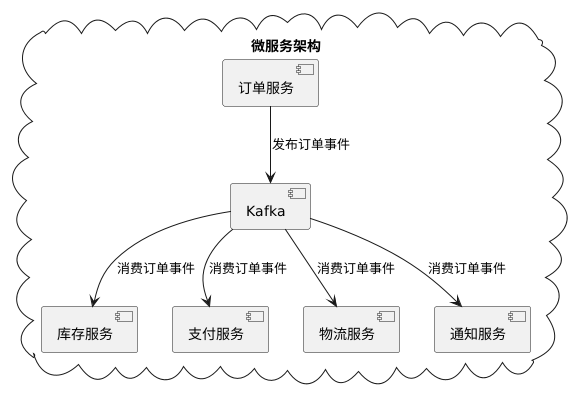 微服务架构
订单服务
发布订单事件
Kafka
消费订单事件
消费订单事件
消费订单事件
消费订单事件
库存服务
支付服务
物流服务
通知服务